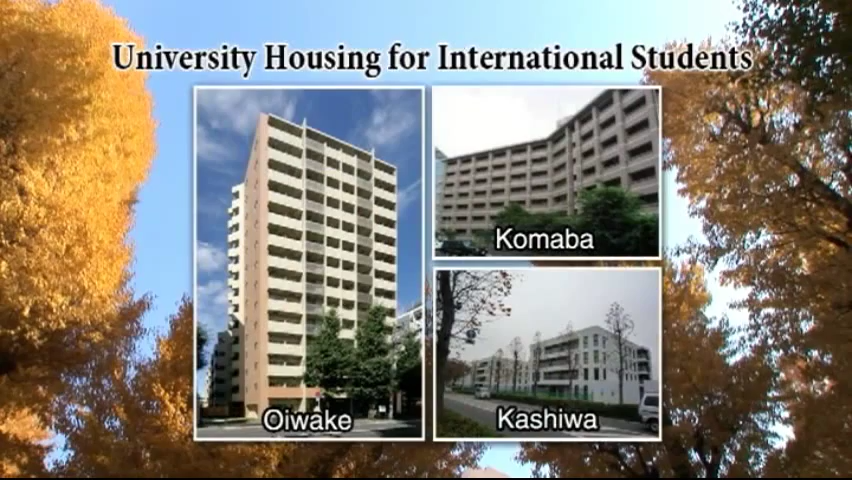 University Housing for International Students
Komaba
Oiwake
Kashiwa